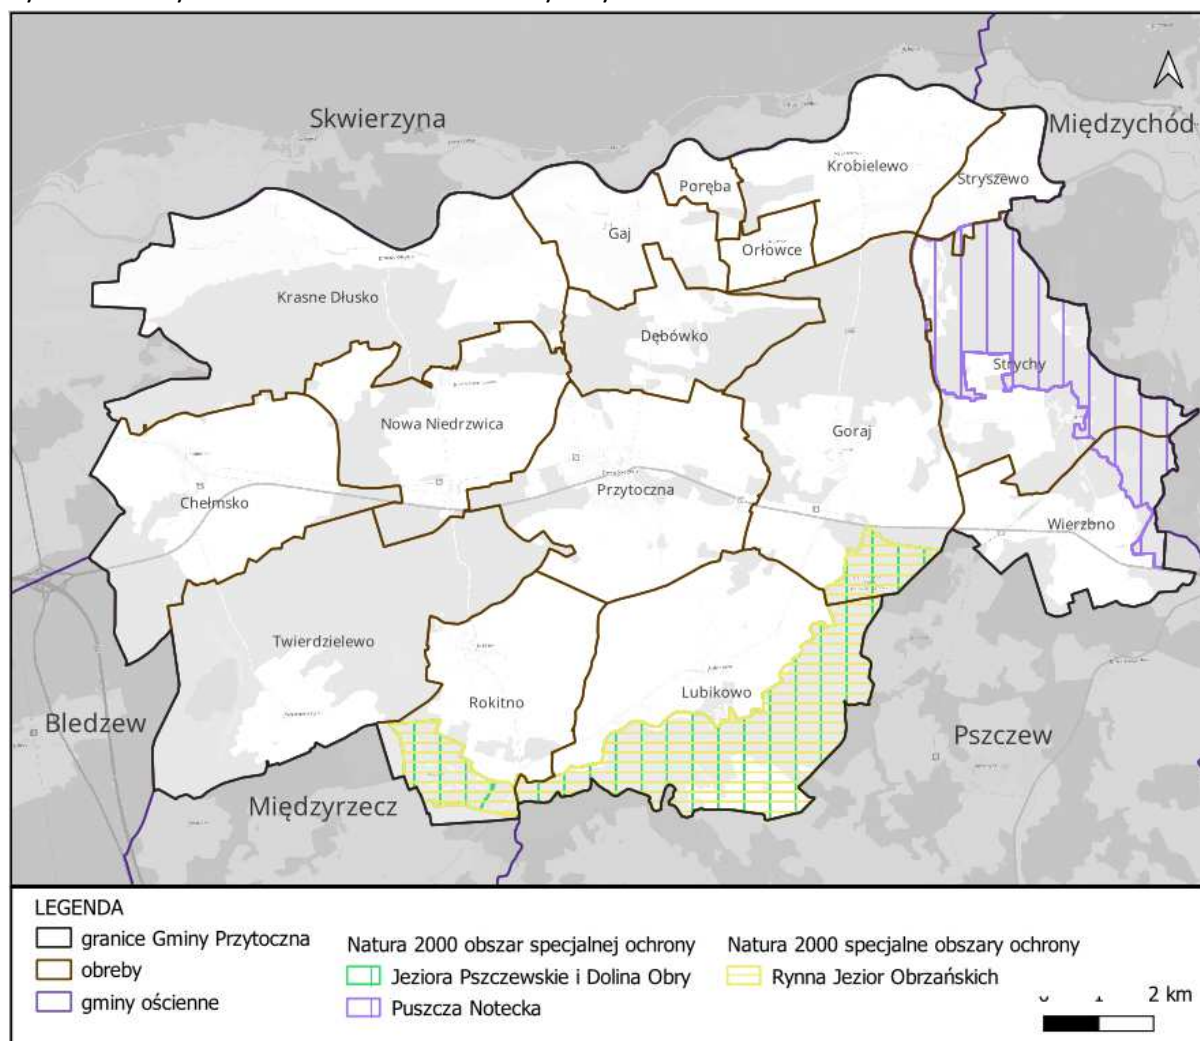 Skwierzyna
Międzychód
Krobielewo
Poręba
Stryszewo
Gaj
Orłowce
Krasne Dłusko
Dębówko
Strychy
Nowa Niedrzwica
Goraj
Chełmsko
Przytoczna
Wierzbno
Twierdzielewo
Rokitno
Lubikowo
Bledzew
Pszczew
Międzyrzecz
LEGENDA
granice Gminy Przytoczna
obreby
gminy ościenne
Natura 2000 obszar specjalnej ochrony
Jeziora Pszczewskie i Dolina Obry
Puszcza Notecka
Natura 2000 specjalne obszary ochrony
Rynna Jezior Obrzańskich
1 2 km